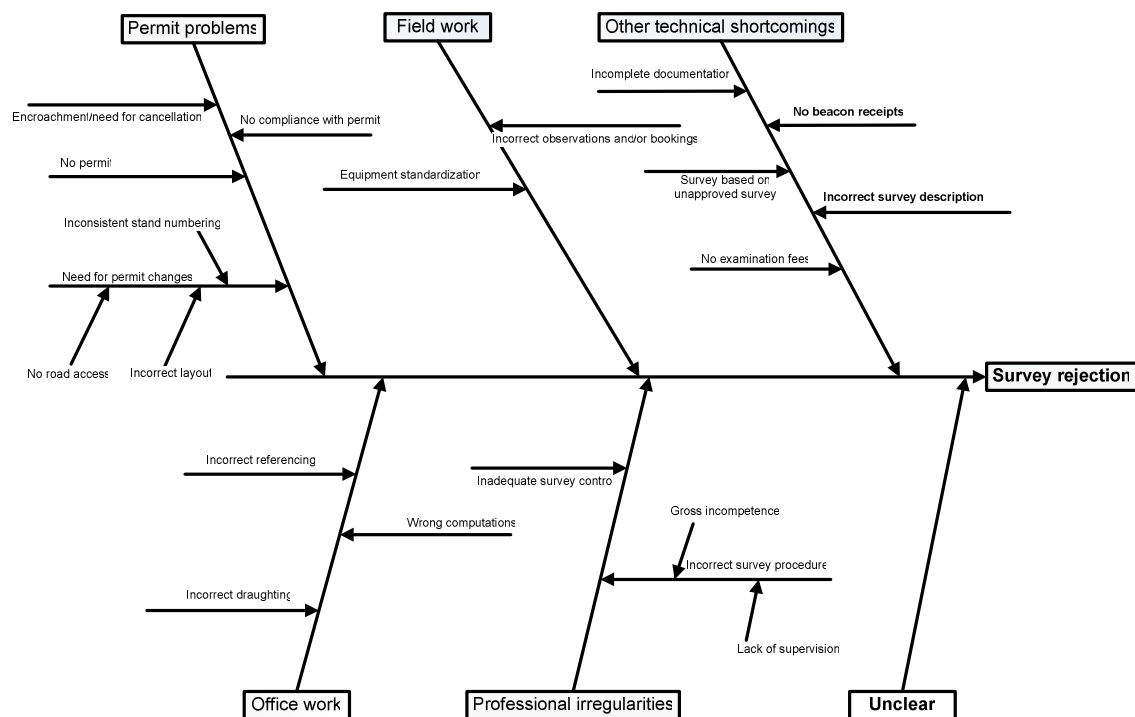 Permit problems
Field work
Other technical shortcomings
Incomplete documentation
Encroachment/need for cancellation
No compliance with permit
No beacon receipts
Incorrect observations and/or bookings
No permit
Equipment standardization
Survey based on
unapproved survey
Incorrect survey description
Inconsistent stand numbering
No examination fees
Need for permit changes
No road access
Incorrect layout
Survey rejection
Incorrect referencing
Inadequate survey contro
Wrong computations
Gross incompetence
Incorrect survey procedure
Incorrect draughting
Lack of supervision
Office work
Professional irregularities
Unclear